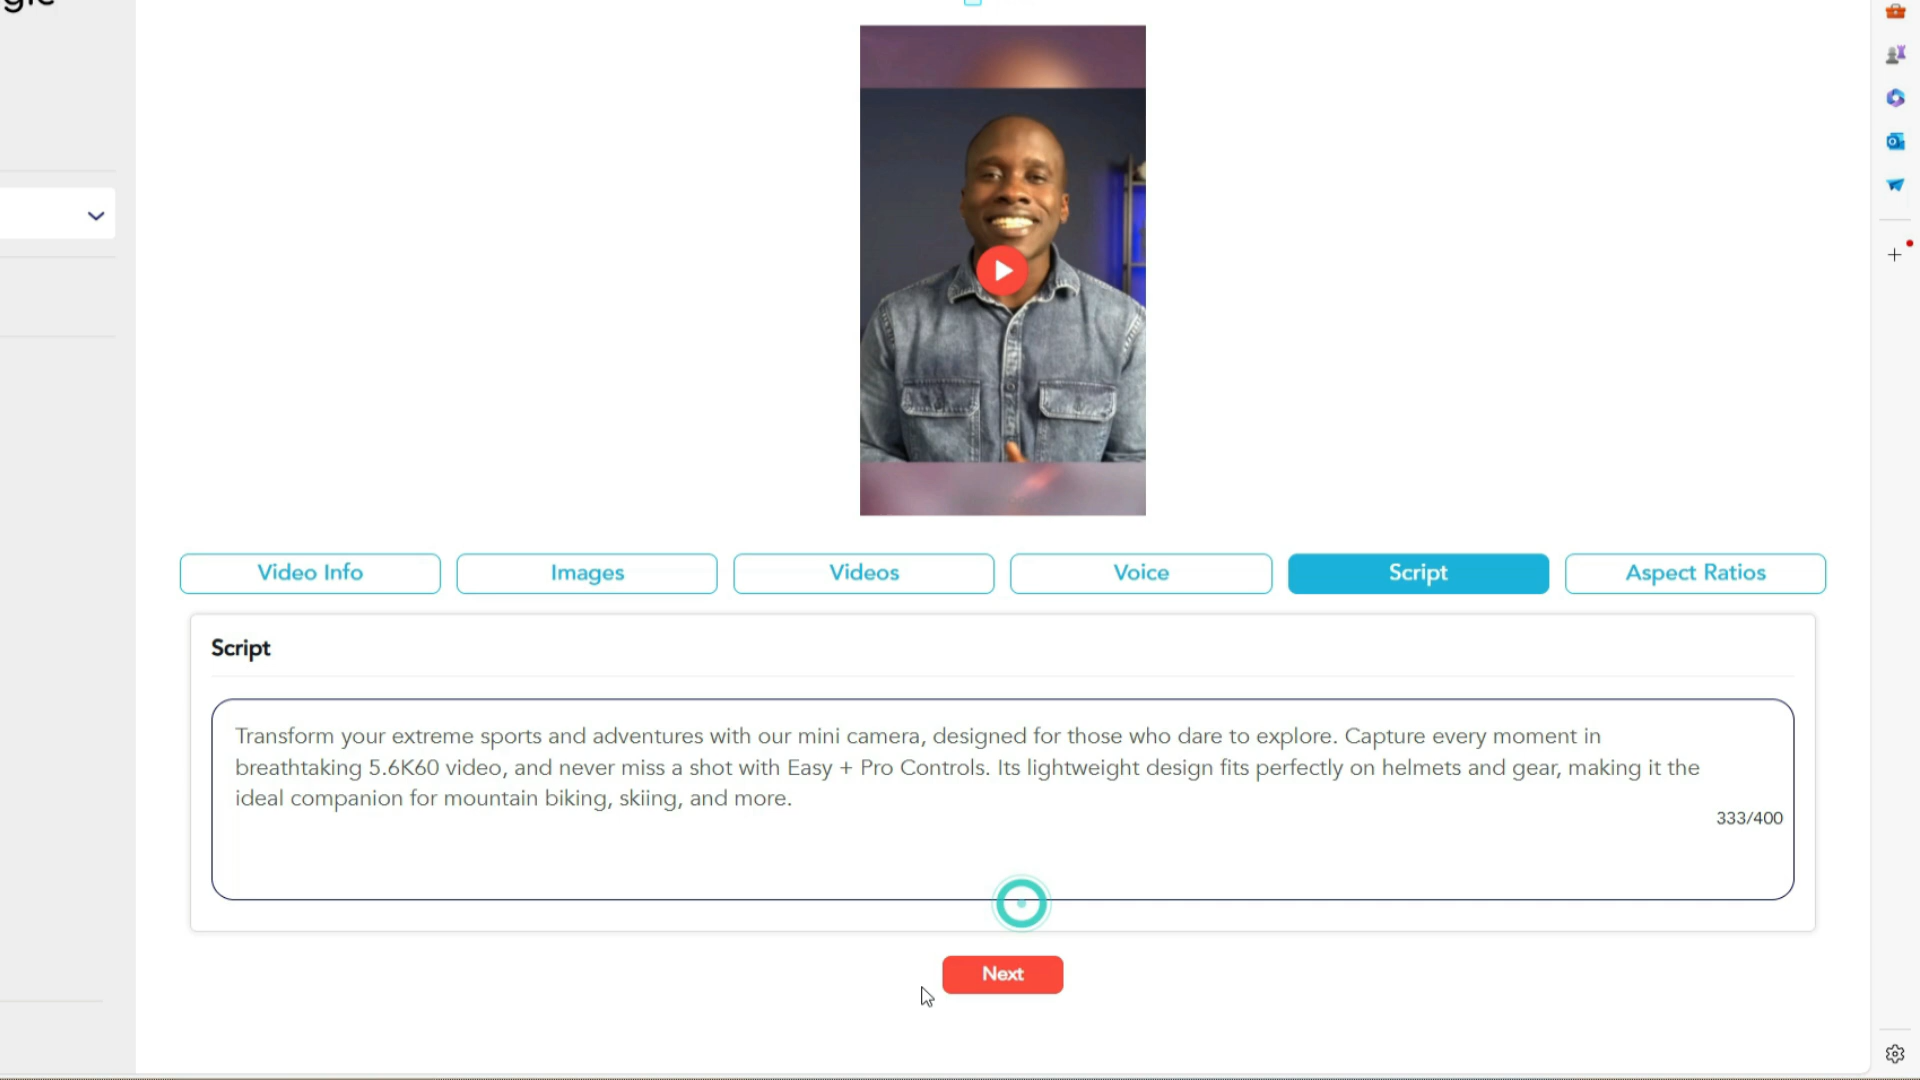 Video Info
Images
Videos
Voice
Script
Aspect Ratios
Script
Transform your extreme sports and adventures with our mini camera, designed for those who dare to explore. Capture every moment in
breathtaking 5.6K60 video, and never miss a shot with Easy + Pro Controls. Its lightweight design fits perfectly on helmets and gear, making it the
ideal companion for mountain biking, skiing, and more.
333/400
Next